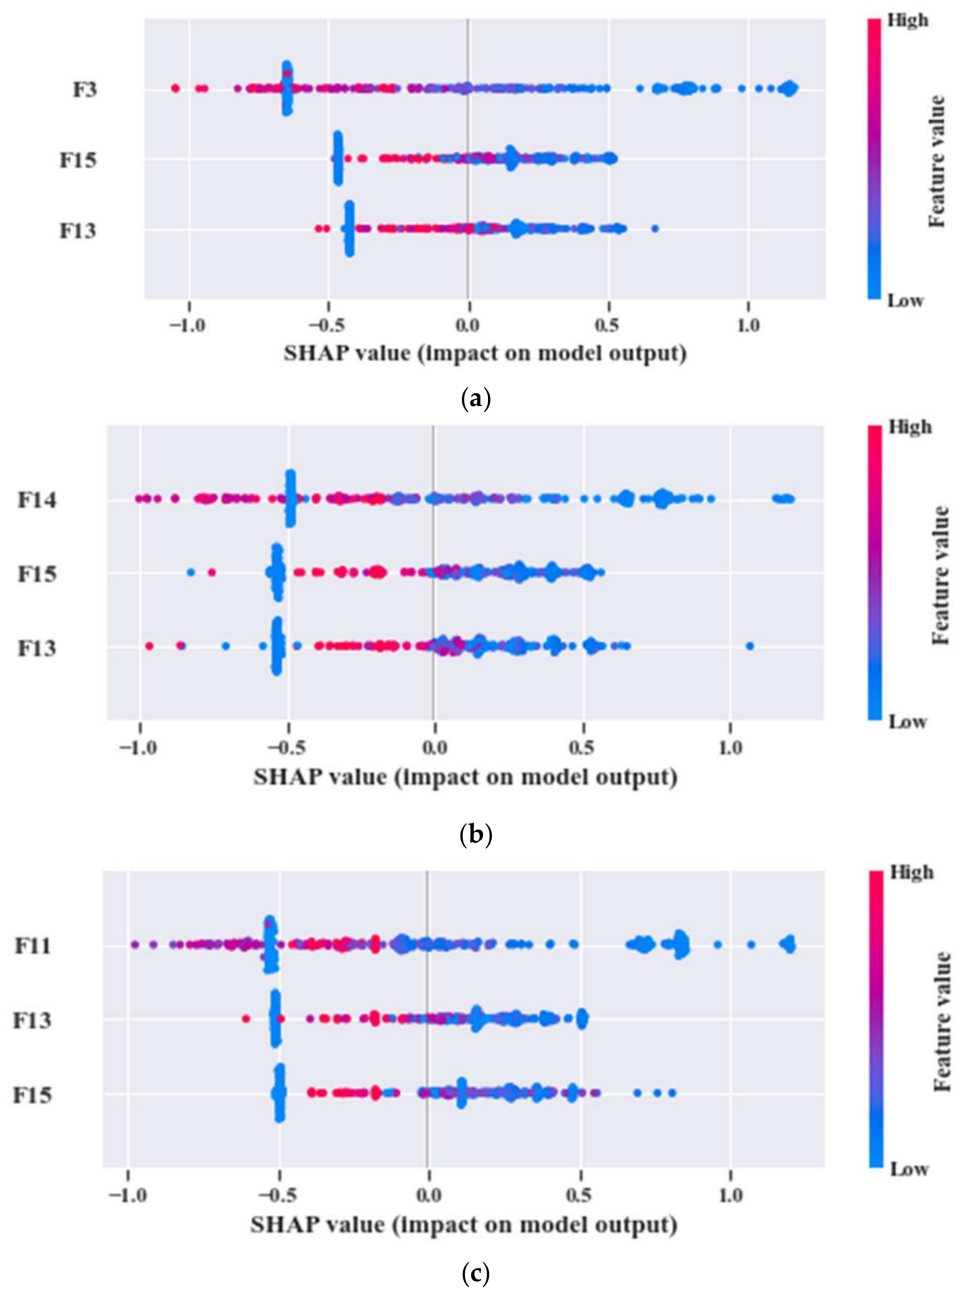 High
F3
F15
F13
Feature value
Low
−1.0 −0.5 0.0 0.5 1.0
SHAP value (impact on model output)
(a)
High
F14
F15
F13
Feature value
Low
−1.0 −0.5 0.0 0.5 1.0
SHAP value (impact on model output)
(b)
High
F11
F13
F15
Feature value
Low
−1.0 −0.5 0.0 0.5 1.0
SHAP value (impact on model output)
(c)